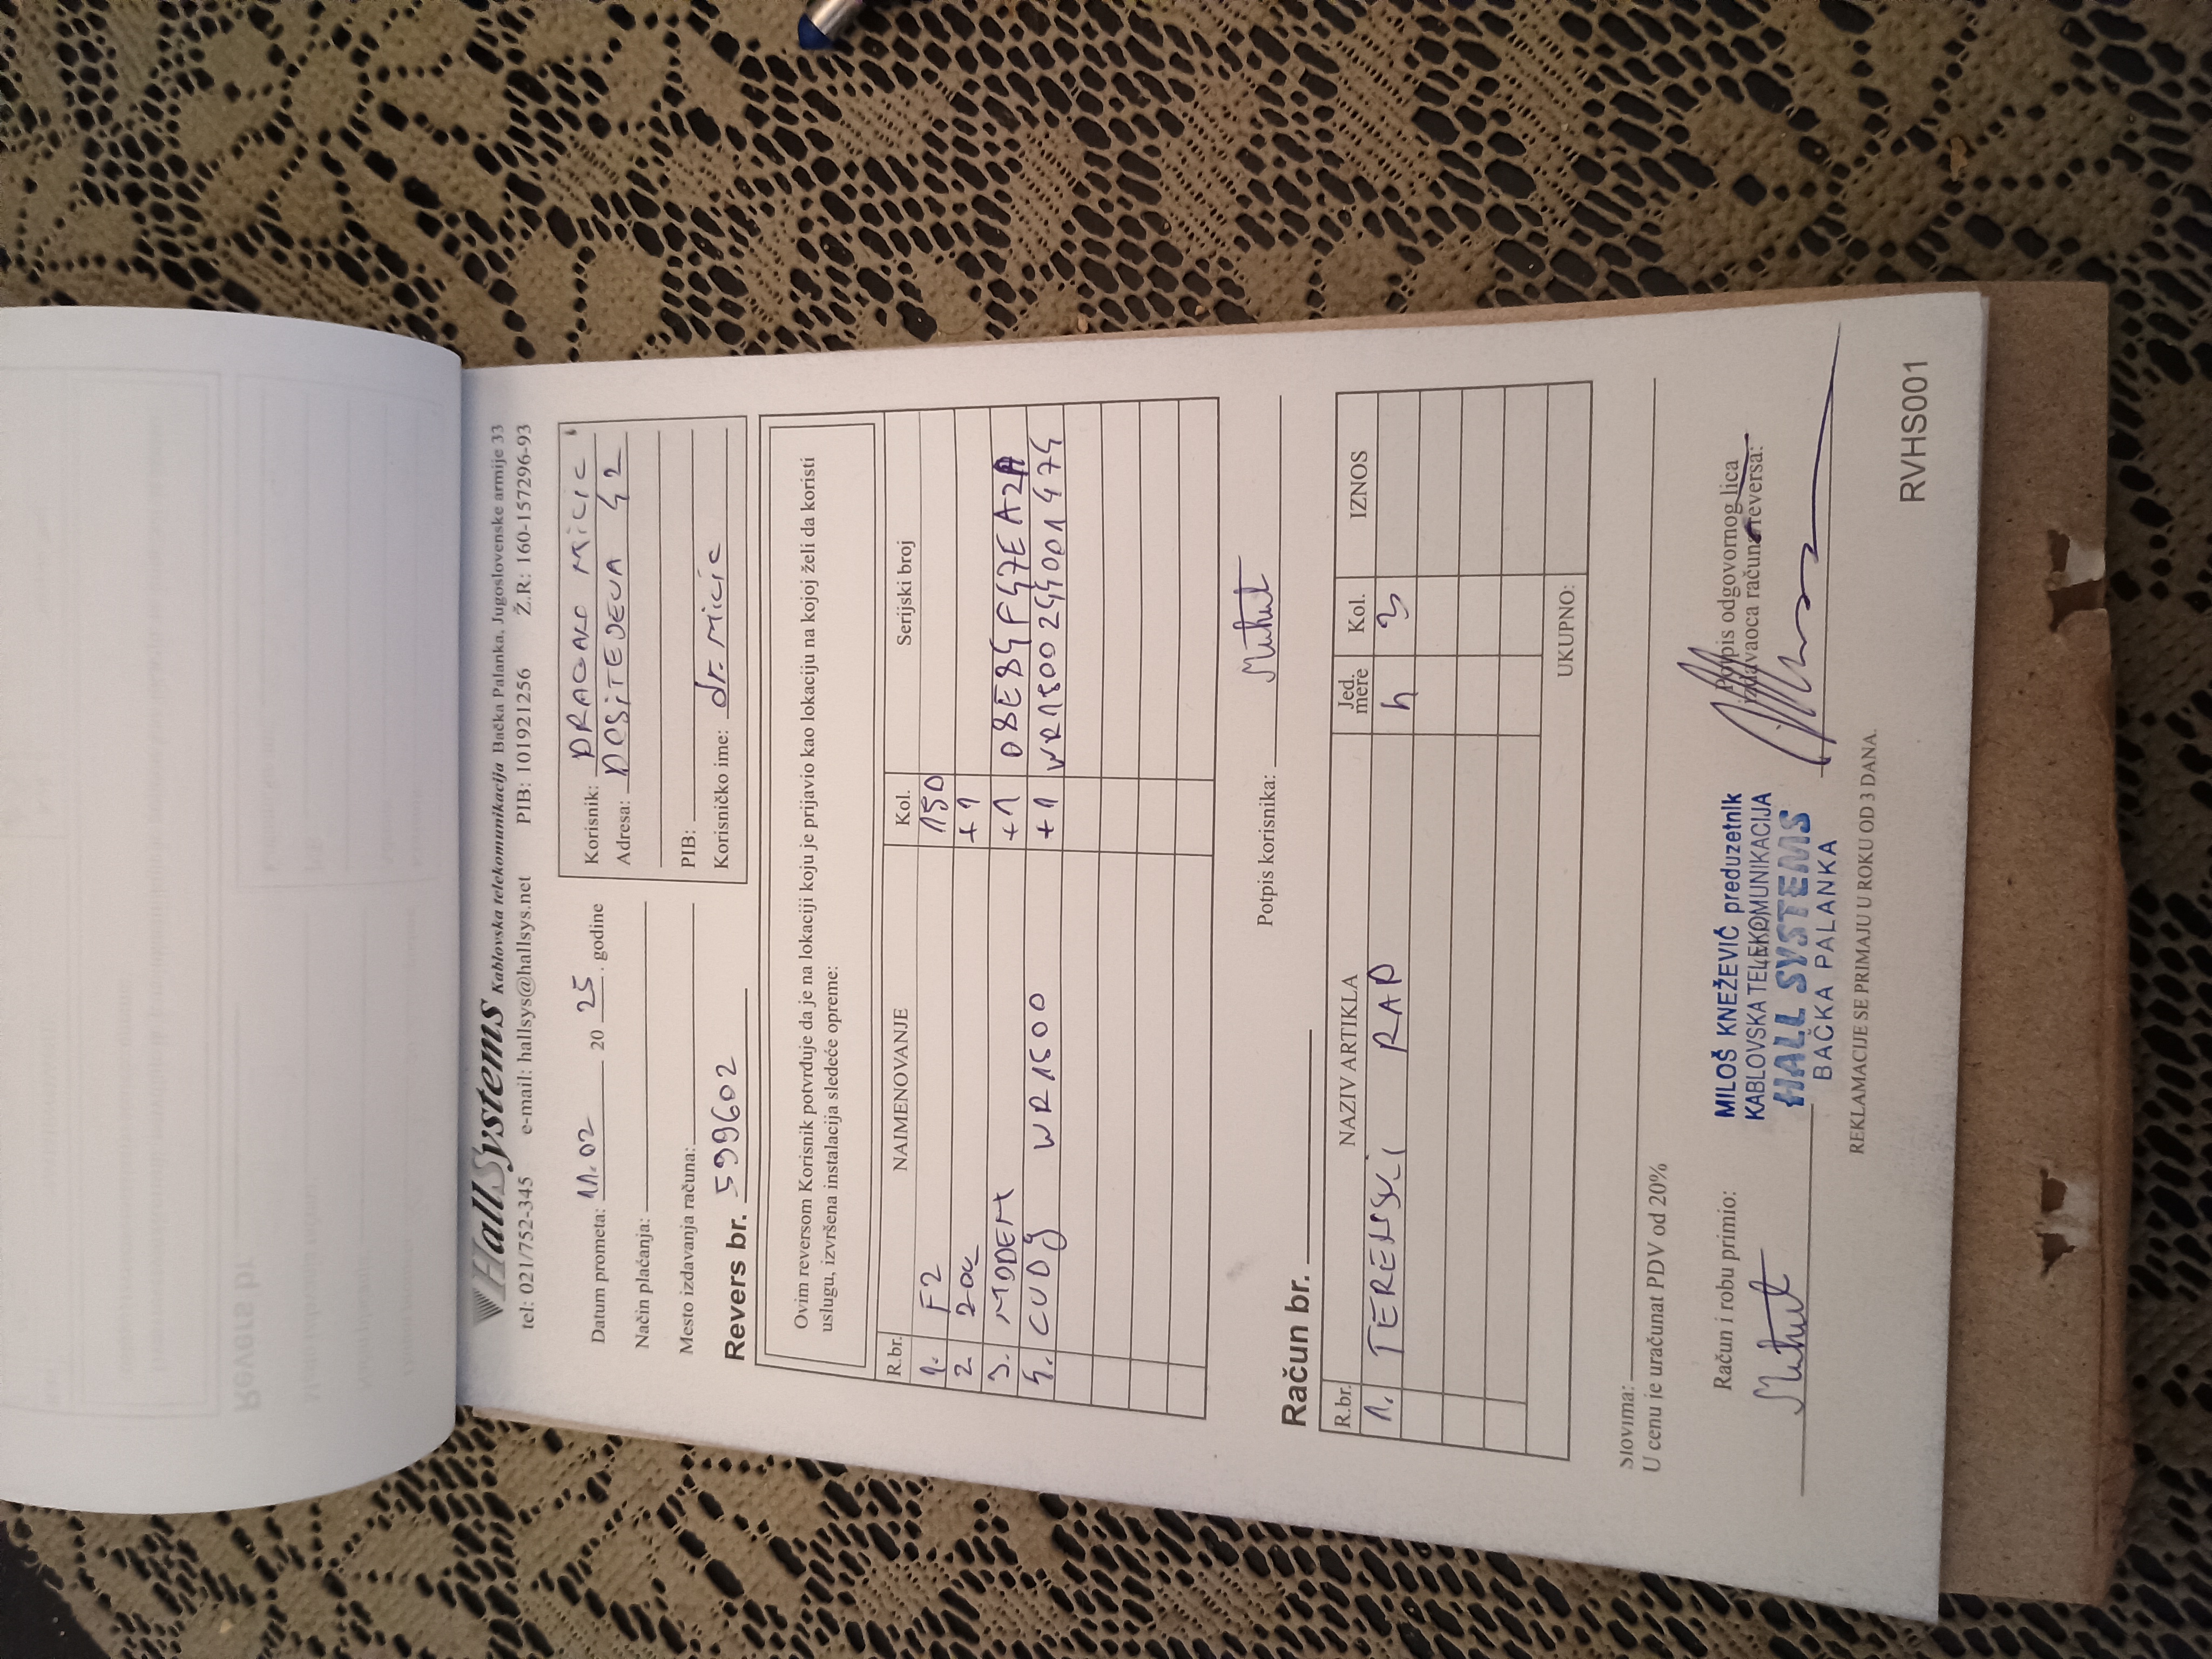 HallSystems Kablovska telekomunikacija Bačka Palanka, Jugoslovenske armije 33
tel: 021/752-345 e-mail: hallsys@hallsys.net PIB: 101921256 Ž.R: 160-157296-93
Datum prometa: 11.02 20 25. godine
Način plaćanja:
Mesto izdavanja računa:
Revers br. 599602
Korisnik: DRAGAN MICIC
Adresa: DOSITEJEVA 42
PIB:
Korisničko ime: dr.micic
Ovim reversom Korisnik potvrđuje da je na lokaciji koju je prijavio kao lokaciju na kojoj želi da koristi
uslugu, izvršena instalacija sledeće opreme:
R.br. NAIMENOVANJE Kol. Serijski broj
1. F2 150
2 ZOK +1
3. MODEM +1 08E84F47EA2A
4. CUDY WR1500 +1 WR15002440014 74
Potpis korisnika:
Račun br.
R.br. NAZIV ARTIKLA Jed. mere Kol. IZNOS
1. TERENSKI RAD h 3
UKUPNO:
Slovima:
U cenu je uračunat PDV od 20%
Račun i robu primio:
MILOŠ KNEŽEVIĆ preduzetnik
KABLOVSKA TELEKOMUNIKACIJA
HALL SYSTEMS
BAČKA PALANKA
Potpis odgovornog lica
izdavaoca računa/reversa:
REKLAMACIJE SE PRIMAJU U ROKU OD 3 DANA.
RVHS001